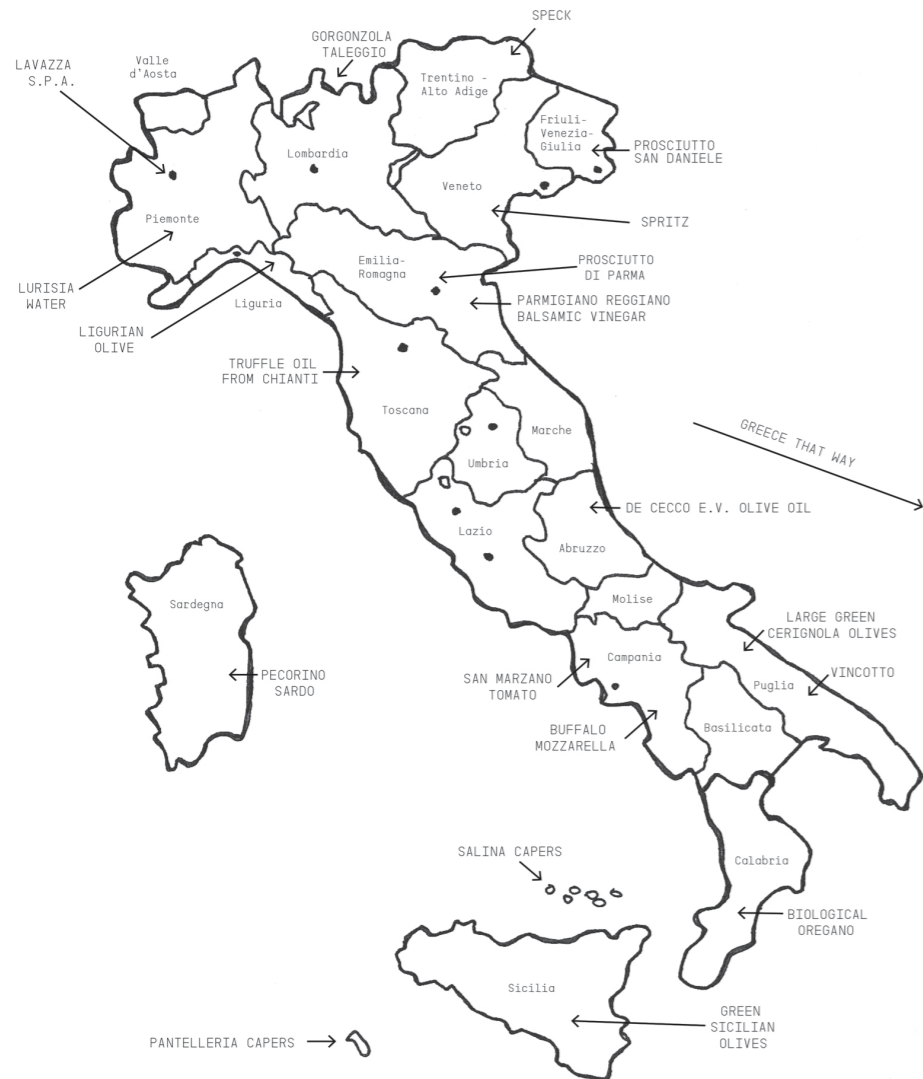 SPECK
GORGONZOLA
TALEGGIO
LAVAZZA
S.P.A.
Valle
d'Aosta
Trentino -
Alto Adige
Friuli-
Venezia-
Giulia
PROSCIUTTO
SAN DANIELE
Lombardia
Veneto
SPRITZ
Piemonte
Emilia-
Romagna
PROSCIUTTO
DI PARMA
LURISIA
WATER
Liguria
PARMIGIANO REGGIANO
BALSAMIC VINEGAR
LIGURIAN
OLIVE
TRUFFLE OIL
FROM CHIANTI
Toscana
Marche
GREECE THAT WAY
Umbria
DE CECCO E.V. OLIVE OIL
Lazio
Abruzzo
Sardegna
Molise
LARGE GREEN
CERIGNOLA OLIVES
PECORINO
SARDO
SAN MARZANO
TOMATO
Campania
Puglia
VINCOTTO
BUFFALO
MOZZARELLA
Basilicata
SALINA CAPERS
Calabria
BIOLOGICAL
OREGANO
Sicilia
GREEN
SICILIAN
OLIVES
PANTELLERIA CAPERS